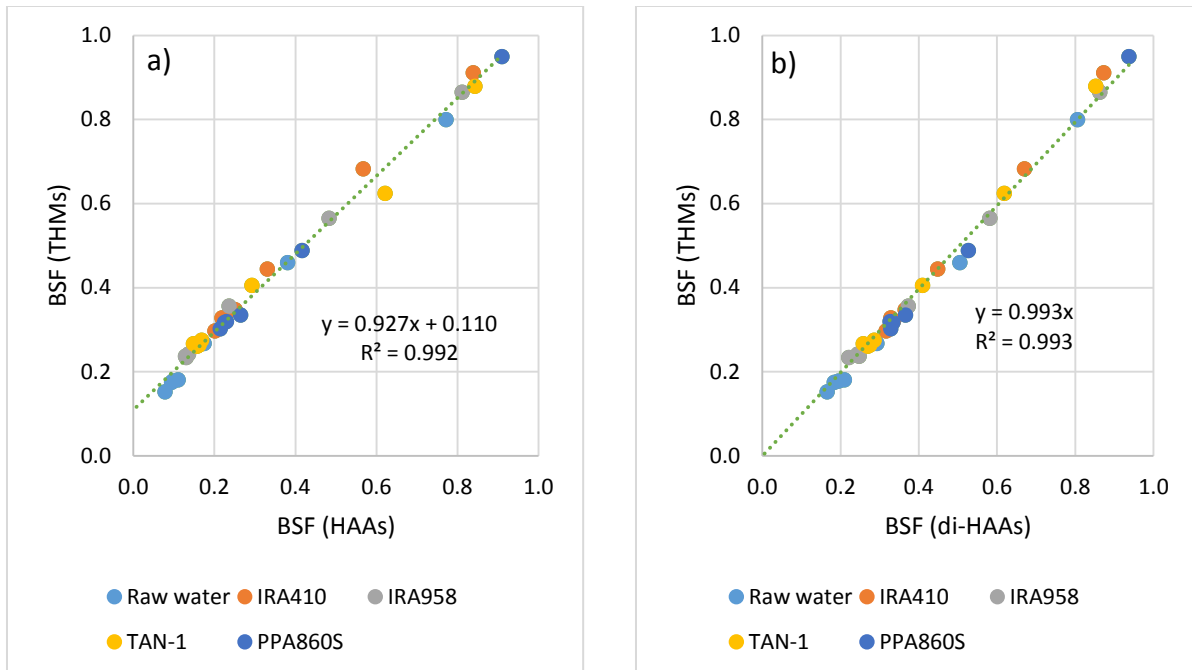 a)
1.0
0.8
0.6
0.4
0.2
0.0
BSF (THMs)
y = 0.927x + 0.110
R² = 0.992
0.0 0.2 0.4 0.6 0.8 1.0
BSF (HAAs)
Raw water IRA410 IRA958
TAN-1 PPA860S
b)
1.0
0.8
0.6
0.4
0.2
0.0
BSF (THMs)
y = 0.993x
R² = 0.993
0.0 0.2 0.4 0.6 0.8 1.0
BSF (di-HAAs)
Raw water IRA410 IRA958
TAN-1 PPA860S